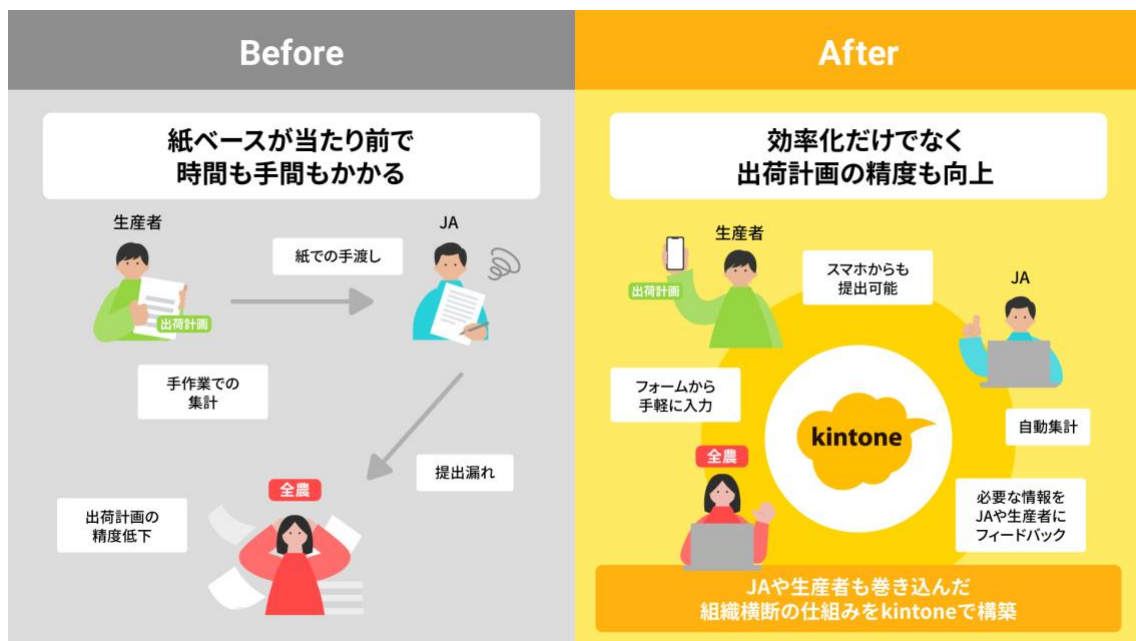 Before
紙ベースが当たり前で
時間も手間もかかる
生産者
JA
紙での手渡し
出荷計画
手作業での
集計
提出漏れ
全農
出荷計画の
精度低下
After
効率化だけでなく
出荷計画の精度も向上
生産者
スマホからも
提出可能
JA
出荷計画
フォームから
手軽に入力
kintone
自動集計
全農
必要な情報を
JAや生産者に
フィードバック
JAや生産者も巻き込んだ
組織横断の仕組みをkintoneで構築